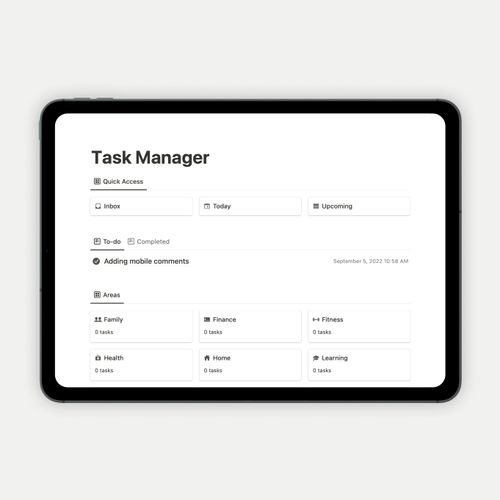 Task Manager
Quick Access
Inbox Today Upcoming
To-do Completed
Adding mobile comments September 5, 2022 10:58 AM
Areas
Family Finance Fitness
0 tasks 0 tasks 0 tasks
Health Home Learning
0 tasks 0 tasks 0 tasks